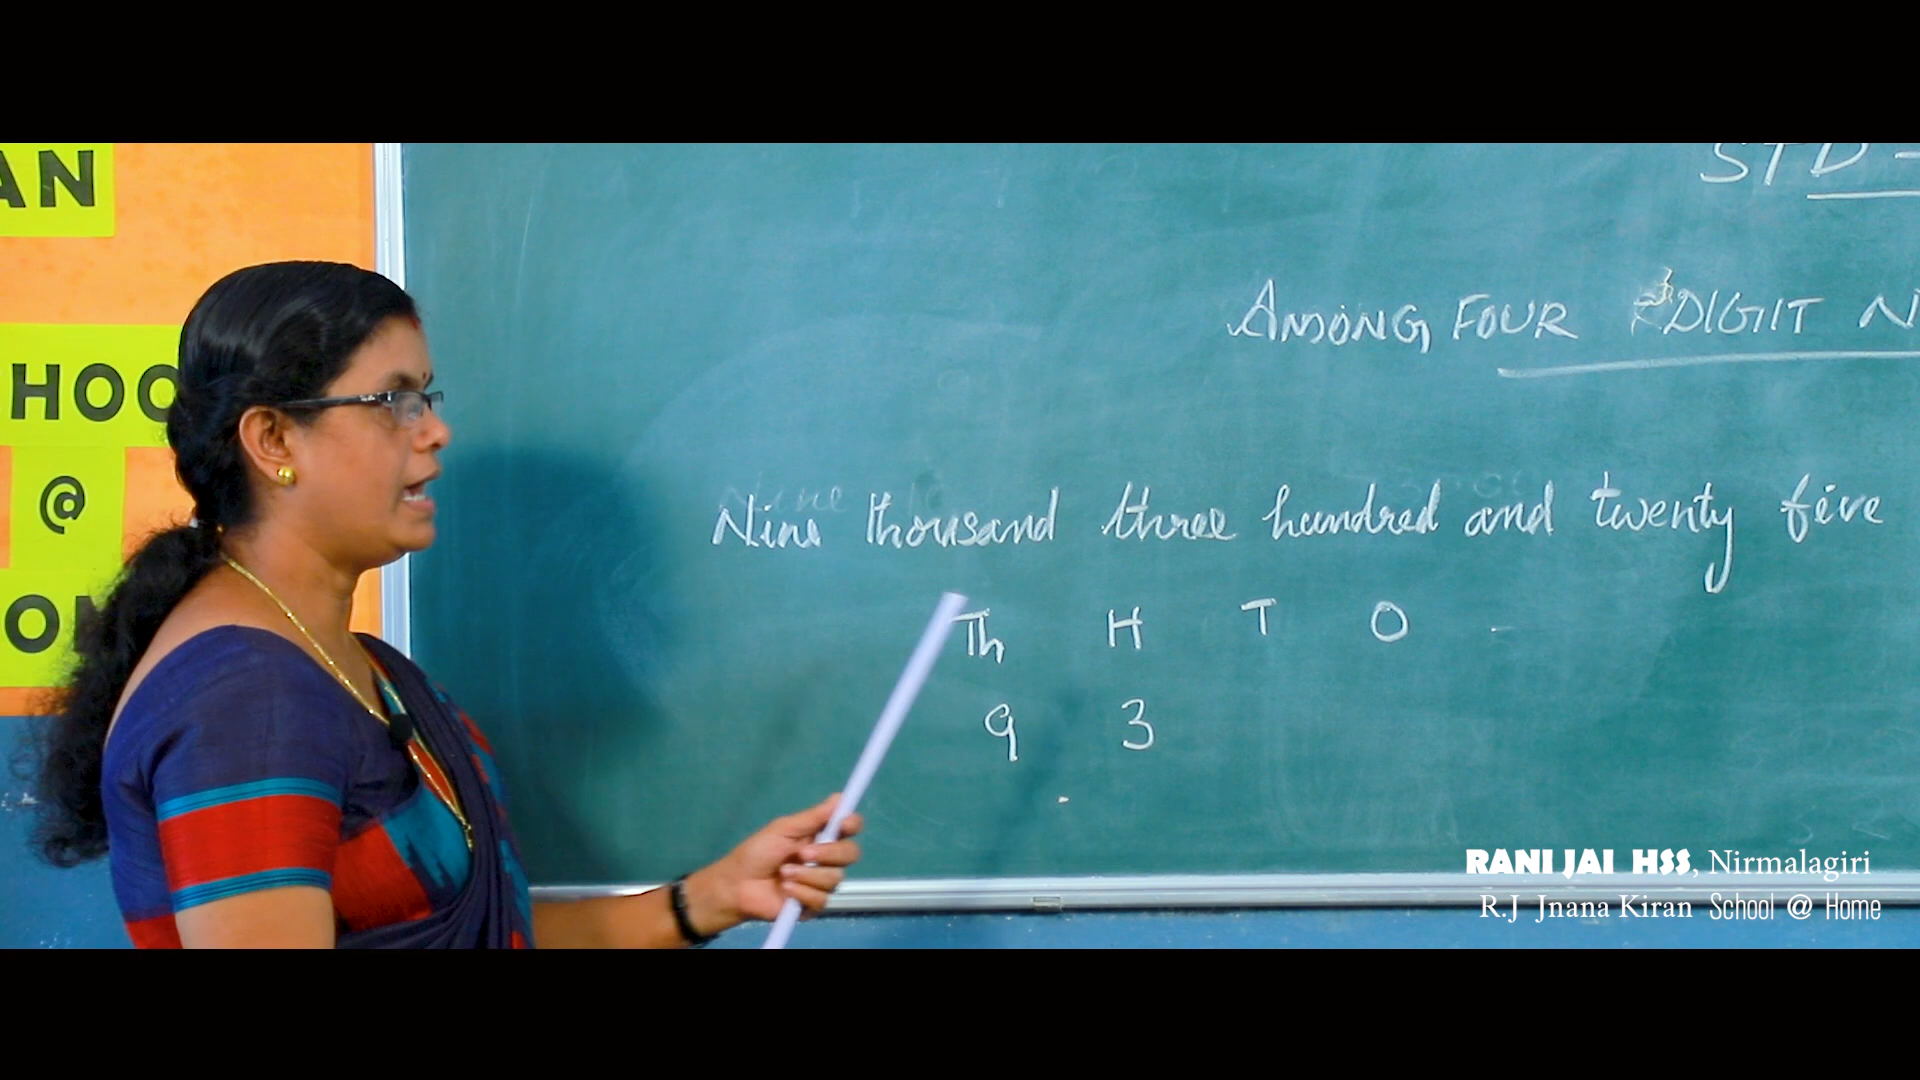 AN
HOO
@
STD -
AMONG FOUR DIGIT N
Nine thousand three hundred and twenty five
Th H T O
9 3
RANI JAI HSS, Nirmalagiri
R.J Jnana Kiran School @ Home